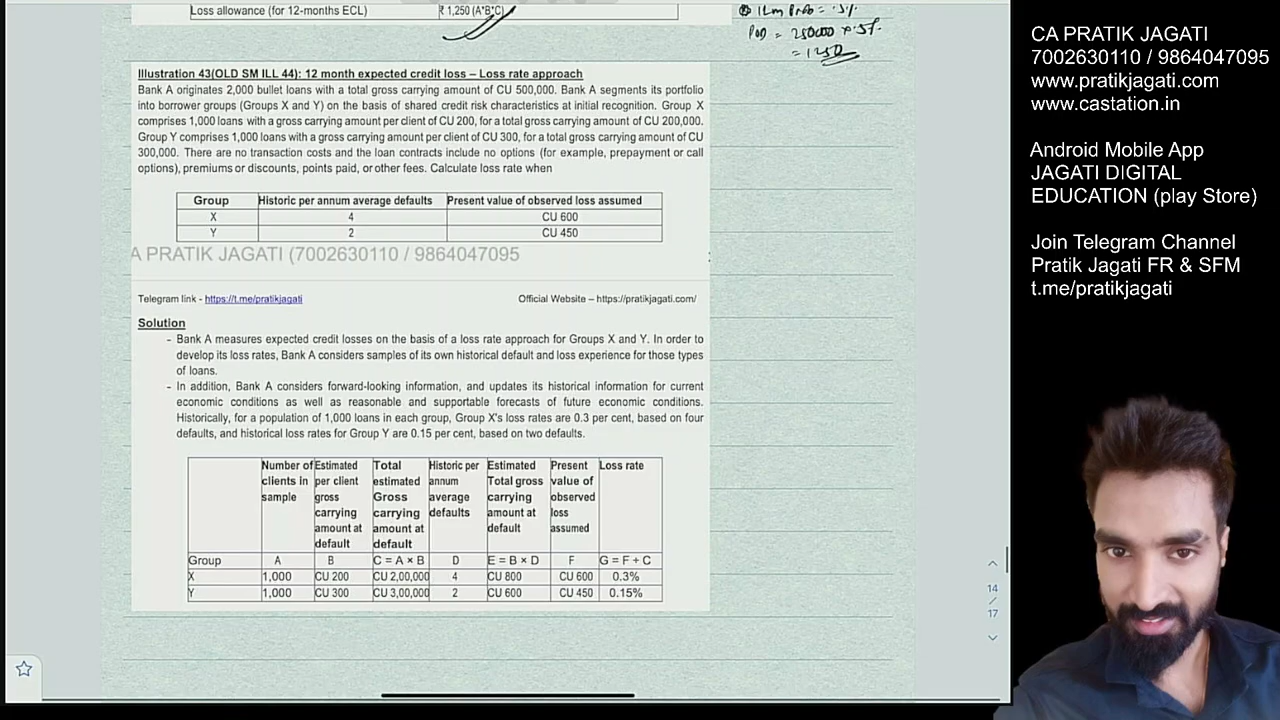 Loss allowance (for 12-months ECL) ₹ 1,250 (A*B*C)
= 1250
Illustration 43(OLD SM ILL 44): 12 month expected credit loss – Loss rate approach
Bank A originates 2,000 bullet loans with a total gross carrying amount of CU 500,000. Bank A segments its portfolio
into borrower groups (Groups X and Y) on the basis of shared credit risk characteristics at initial recognition. Group X
comprises 1,000 loans with a gross carrying amount per client of CU 200, for a total gross carrying amount of CU 200,000.
Group Y comprises 1,000 loans with a gross carrying amount per client of CU 300, for a total gross carrying amount of CU
300,000. There are no transaction costs and the loan contracts include no options (for example, prepayment or call
options), premiums or discounts, points paid, or other fees. Calculate loss rate when
Group Historic per annum average defaults Present value of observed loss assumed
X 4 CU 600
Y 2 CU 450
A PRATIK JAGATI (7002630110 / 9864047095
Telegram link - https://t.me/pratikjagati Official Website – https://pratikjagati.com/
Solution
- Bank A measures expected credit losses on the basis of a loss rate approach for Groups X and Y. In order to
develop its loss rates, Bank A considers samples of its own historical default and loss experience for those types
of loans.
- In addition, Bank A considers forward-looking information, and updates its historical information for current
economic conditions as well as reasonable and supportable forecasts of future economic conditions.
Historically, for a population of 1,000 loans in each group, Group X's loss rates are 0.3 per cent, based on four
defaults, and historical loss rates for Group Y are 0.15 per cent, based on two defaults.
Number of Estimated Total Historic per Estimated Present Loss rate
clients in per client estimated annum Total gross value of
sample gross Gross average carrying observed
carrying carrying defaults amount at loss
amount at amount at default assumed
default default
Group A B C = A × B D E = B × D F G = F ÷ C
X 1,000 CU 200 CU 2,00,000 4 CU 800 CU 600 0.3%
Y 1,000 CU 300 CU 3,00,000 2 CU 600 CU 450 0.15%
14
/
17
CA PRATIK JAGATI
7002630110 / 9864047095
www.pratikjagati.com
www.castation.in
Android Mobile App
JAGATI DIGITAL
EDUCATION (play Store)
Join Telegram Channel
Pratik Jagati FR & SFM
t.me/pratikjagati